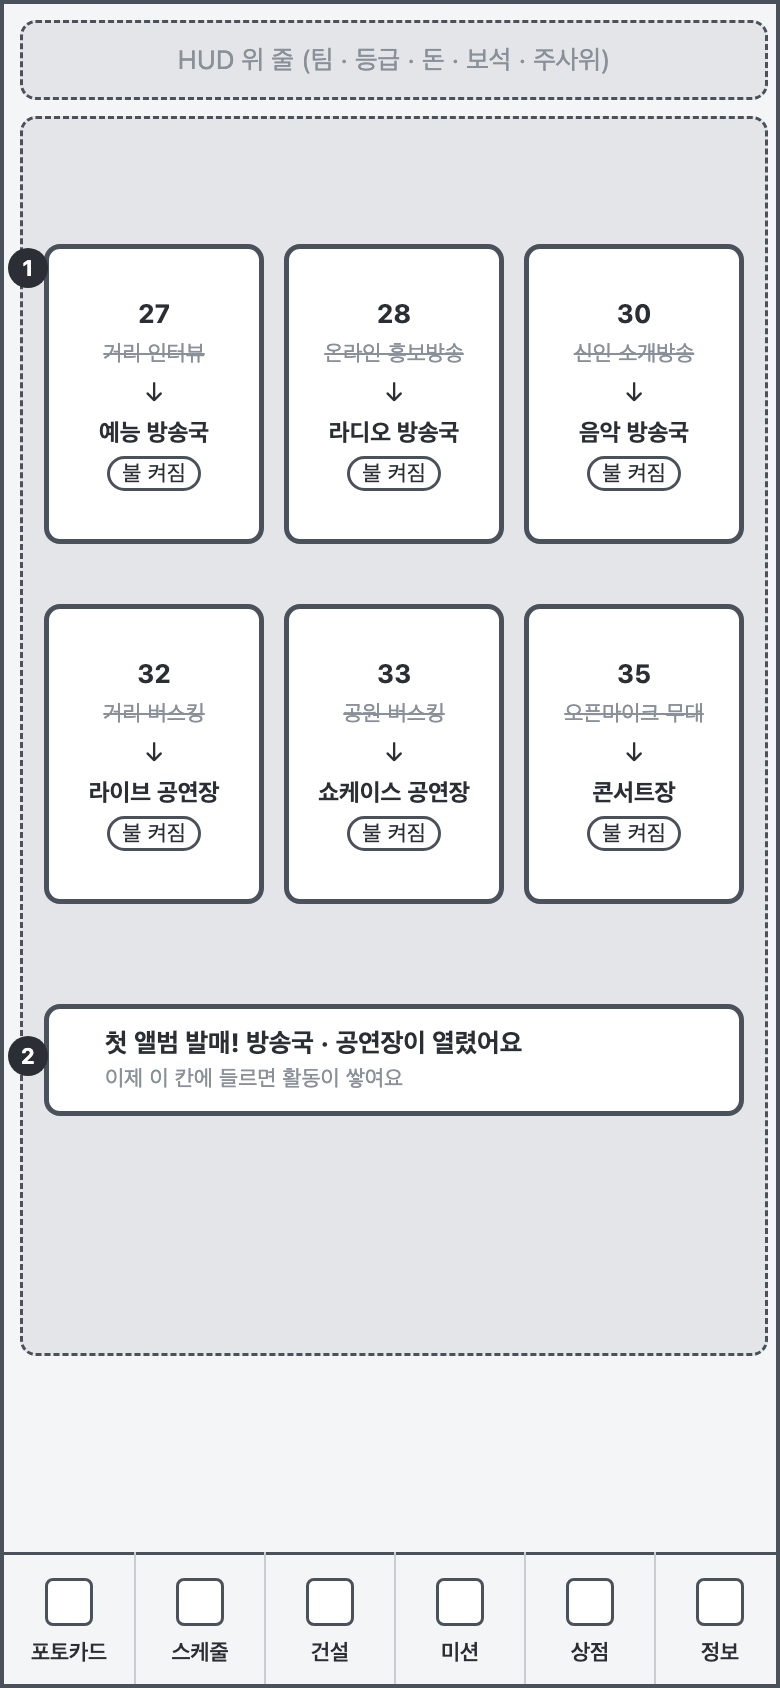 HUD 위 줄 (팀 · 등급 · 돈 · 보석 · 주사위)
1
27
거리 인터뷰
↓
예능 방송국
불 켜짐
28
온라인 홍보방송
↓
라디오 방송국
불 켜짐
30
신인 소개방송
↓
음악 방송국
불 켜짐
32
거리 버스킹
↓
라이브 공연장
불 켜짐
33
공원 버스킹
↓
쇼케이스 공연장
불 켜짐
35
오픈마이크 무대
↓
콘서트장
불 켜짐
2
첫 앨범 발매! 방송국 · 공연장이 열렸어요
이제 이 칸에 들르면 활동이 쌓여요
포토카드
스케줄
건설
미션
상점
정보